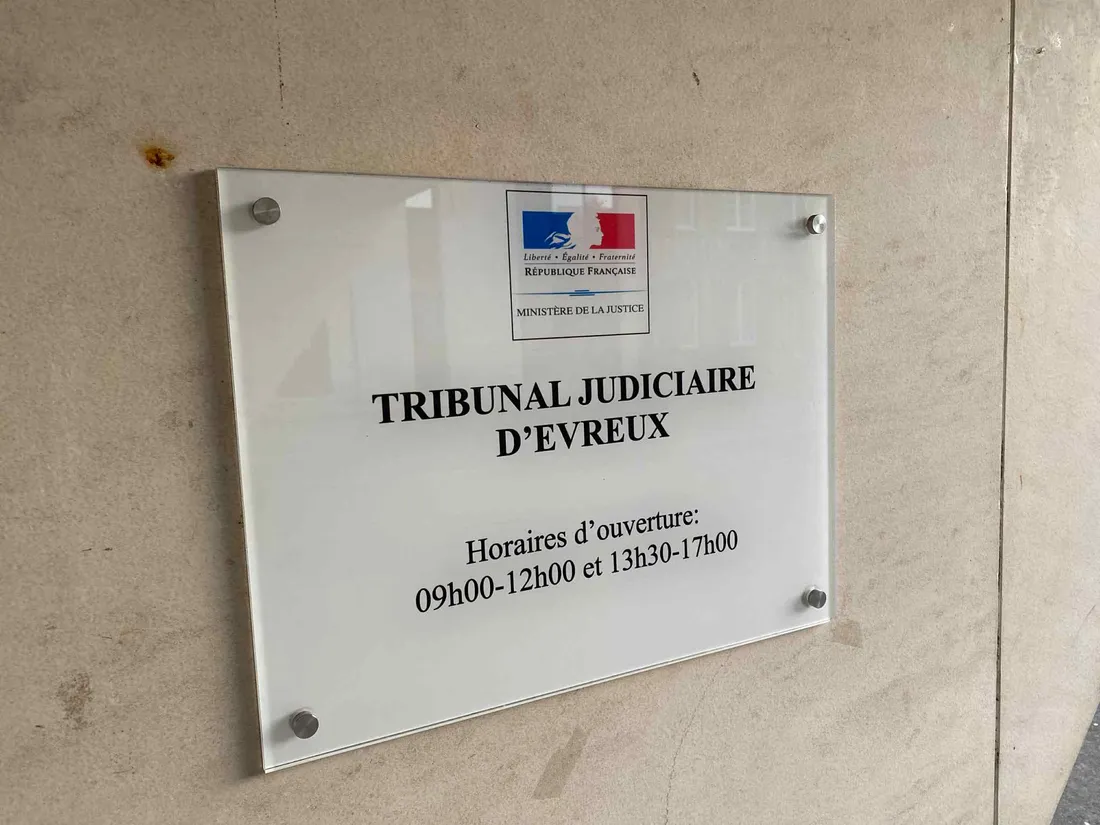 Liberté • Égalité • Fraternité
RÉPUBLIQUE FRANÇAISE
MINISTÈRE DE LA JUSTICE
TRIBUNAL JUDICIAIRE
D’EVREUX
Horaires d’ouverture:
09h00-12h00 et 13h30-17h00